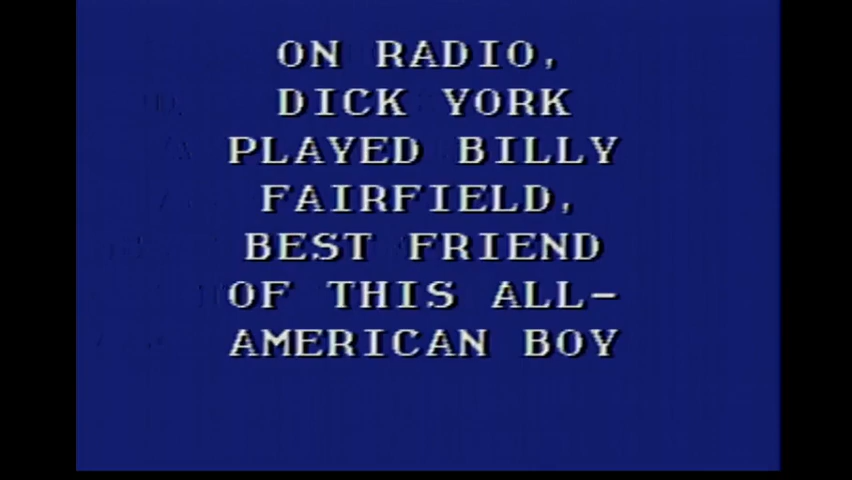 ON RADIO,
DICK YORK
PLAYED BILLY
FAIRFIELD,
BEST FRIEND
OF THIS ALL-
AMERICAN BOY